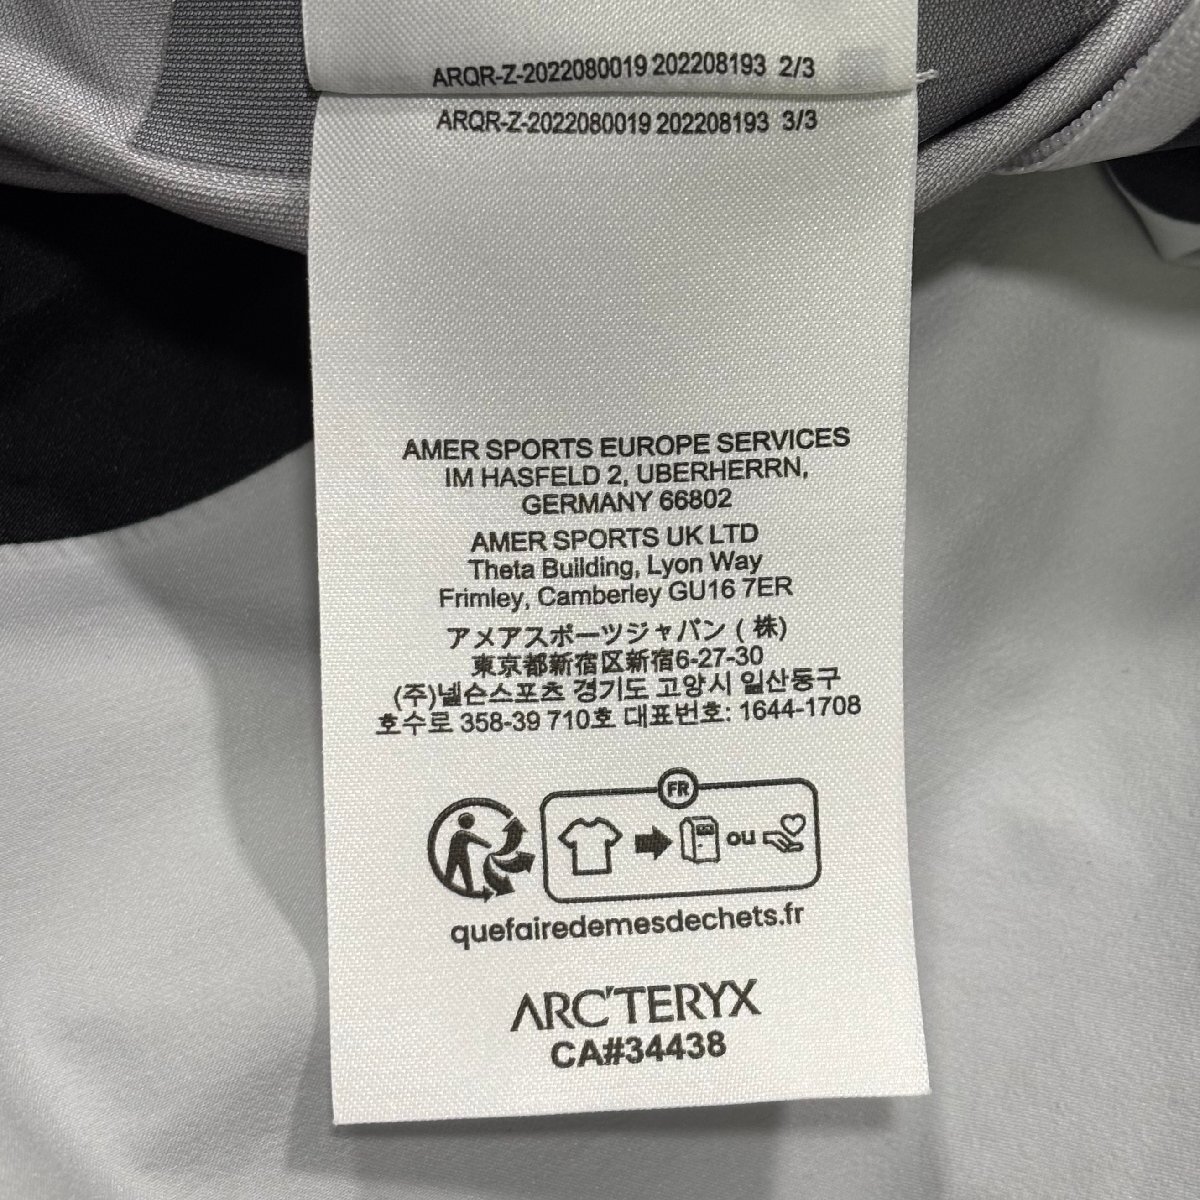 ARQR-Z-2022080019 202208193 2/3
ARQR-Z-2022080019 202208193 3/3
AMER SPORTS EUROPE SERVICES
IM HASFELD 2, UBERHERRN,
GERMANY 66802
AMER SPORTS UK LTD
Theta Building, Lyon Way
Frimley, Camberley GU16 7ER
アメアスポーツジャパン ( 株)
東京都新宿区新宿6-27-30
(주)넬슨스포츠 경기도 고양시 일산동구
호수로 358-39 710호 대표번호: 1644-1708
FR
ou
quefairedemesdechets.fr
ARC'TERYX
CA#34438